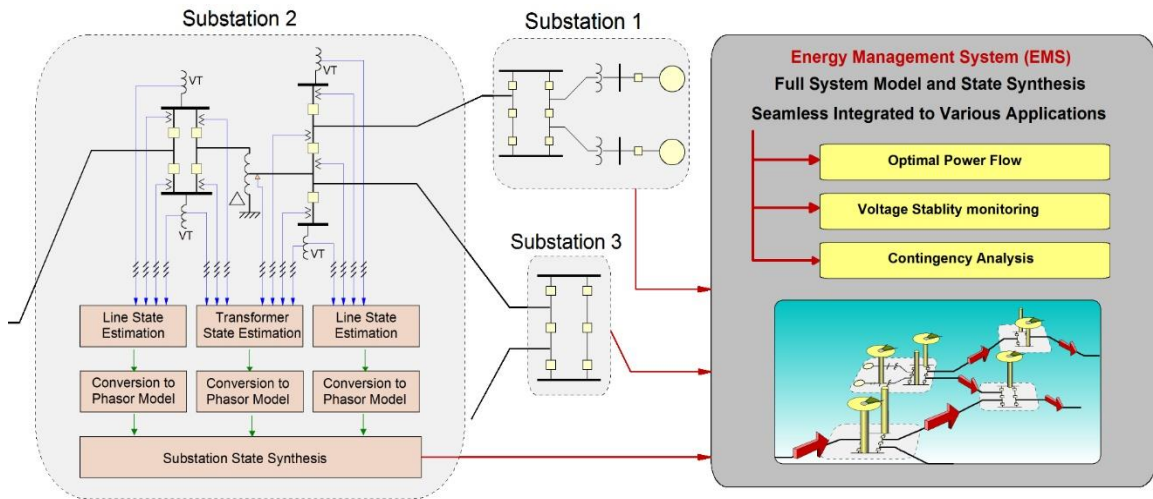 Substation 2
VT
VT
VT
VT
Line State
Estimation
Transformer
State Estimation
Line State
Estimation
Conversion to
Phasor Model
Conversion to
Phasor Model
Conversion to
Phasor Model
Substation State Synthesis
Substation 1
Substation 3
Energy Management System (EMS)
Full System Model and State Synthesis
Seamless Integrated to Various Applications
Optimal Power Flow
Voltage Stablity monitoring
Contingency Analysis